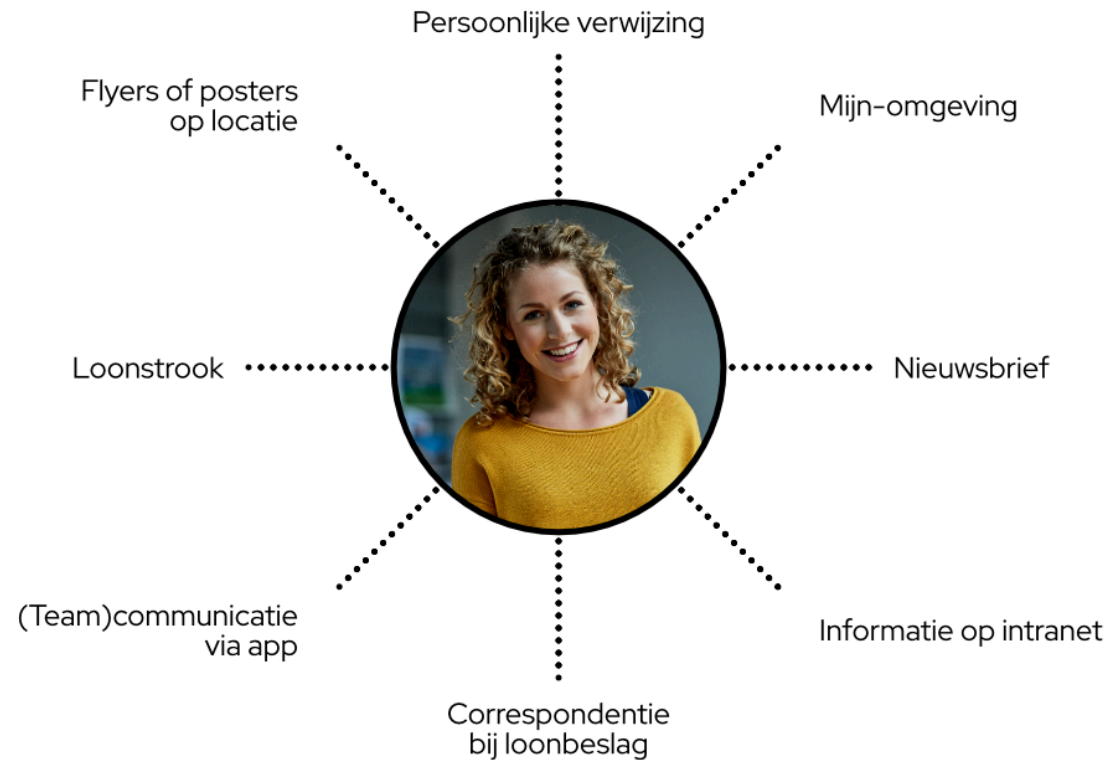 Persoonlijke verwijzing
Flyers of posters
op locatie
Mijn-omgeving
Loonstrook
Nieuwsbrief
(Team)communicatie
via app
Informatie op intranet
Correspondentie
bij loonbeslag